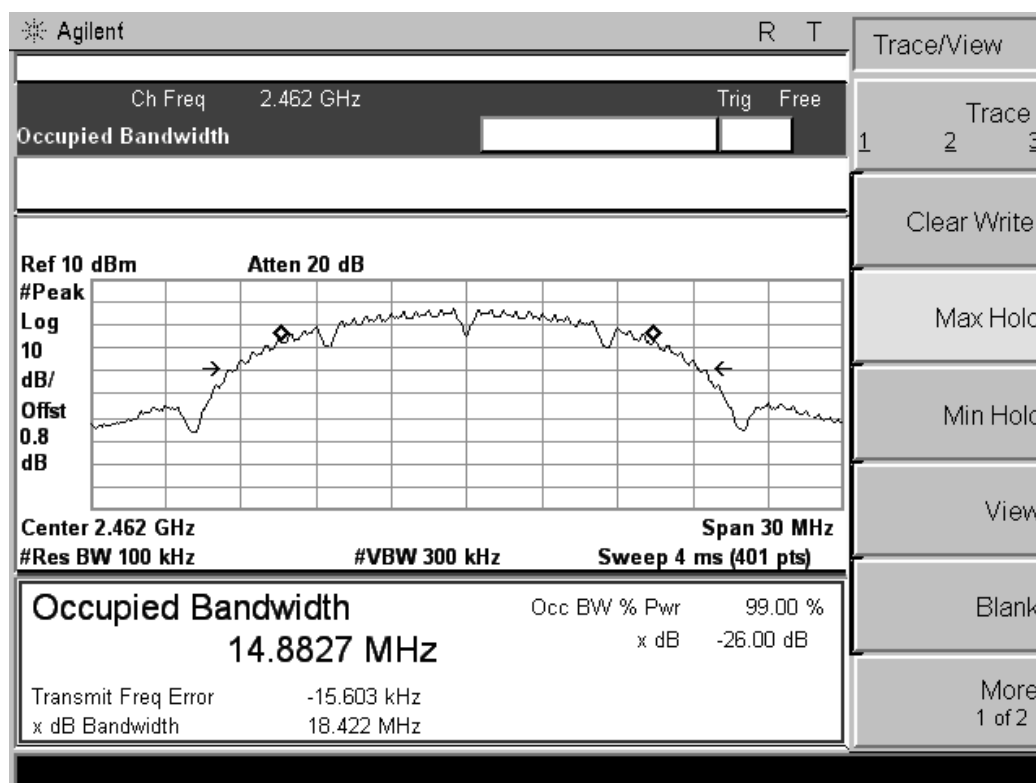 Agilent R T
Trace/View
Ch Freq 2.462 GHz Trig Free
Occupied Bandwidth
Trace
1 2 3
Clear Write
Max Hold
Min Hold
View
Blank
More
1 of 2
Ref 10 dBm Atten 20 dB
#Peak
Log
10
dB/
Offst
0.8
dB
Center 2.462 GHz Span 30 MHz
#Res BW 100 kHz #VBW 300 kHz Sweep 4 ms (401 pts)
Occupied Bandwidth
14.8827 MHz
Occ BW % Pwr 99.00 %
x dB -26.00 dB
Transmit Freq Error -15.603 kHz
x dB Bandwidth 18.422 MHz